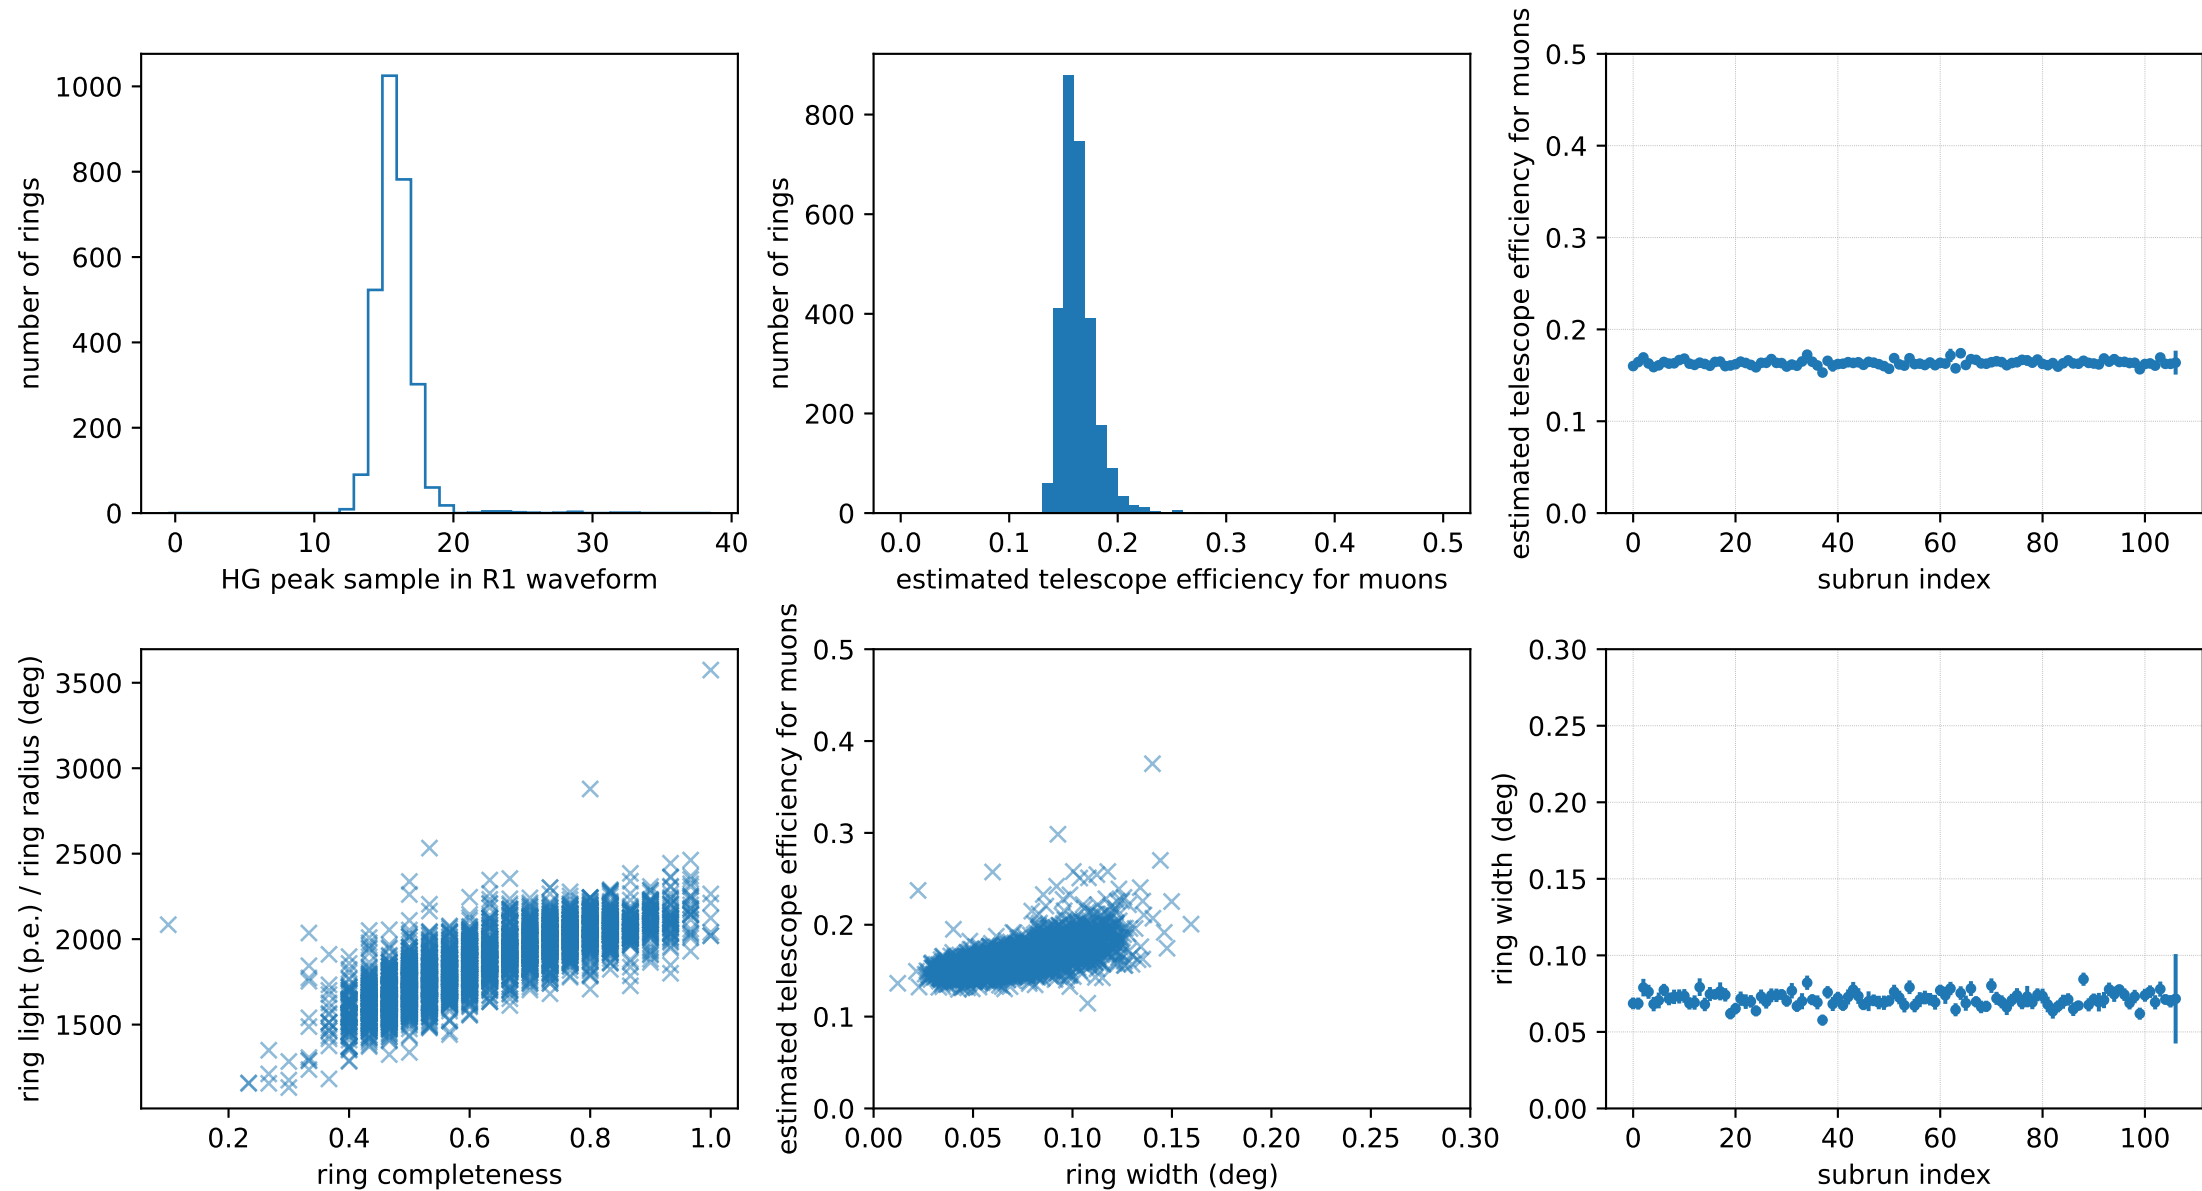 number of rings
1000
800
600
400
200
0
0 10 20 30 40
HG peak sample in R1 waveform
number of rings
800
600
400
200
0
0.0 0.1 0.2 0.3 0.4 0.5
estimated telescope efficiency for muons
estimated telescope efficiency for muons
0.5
0.4
0.3
0.2
0.1
0.0
0 20 40 60 80 100
subrun index
ring light (p.e.) / ring radius (deg)
3500
3000
2500
2000
1500
0.2 0.4 0.6 0.8 1.0
ring completeness
estimated telescope efficiency for muons
0.5
0.4
0.3
0.2
0.1
0.0
0.00 0.05 0.10 0.15 0.20 0.25 0.30
ring width (deg)
ring width (deg)
0.30
0.25
0.20
0.15
0.10
0.05
0.00
0 20 40 60 80 100
subrun index